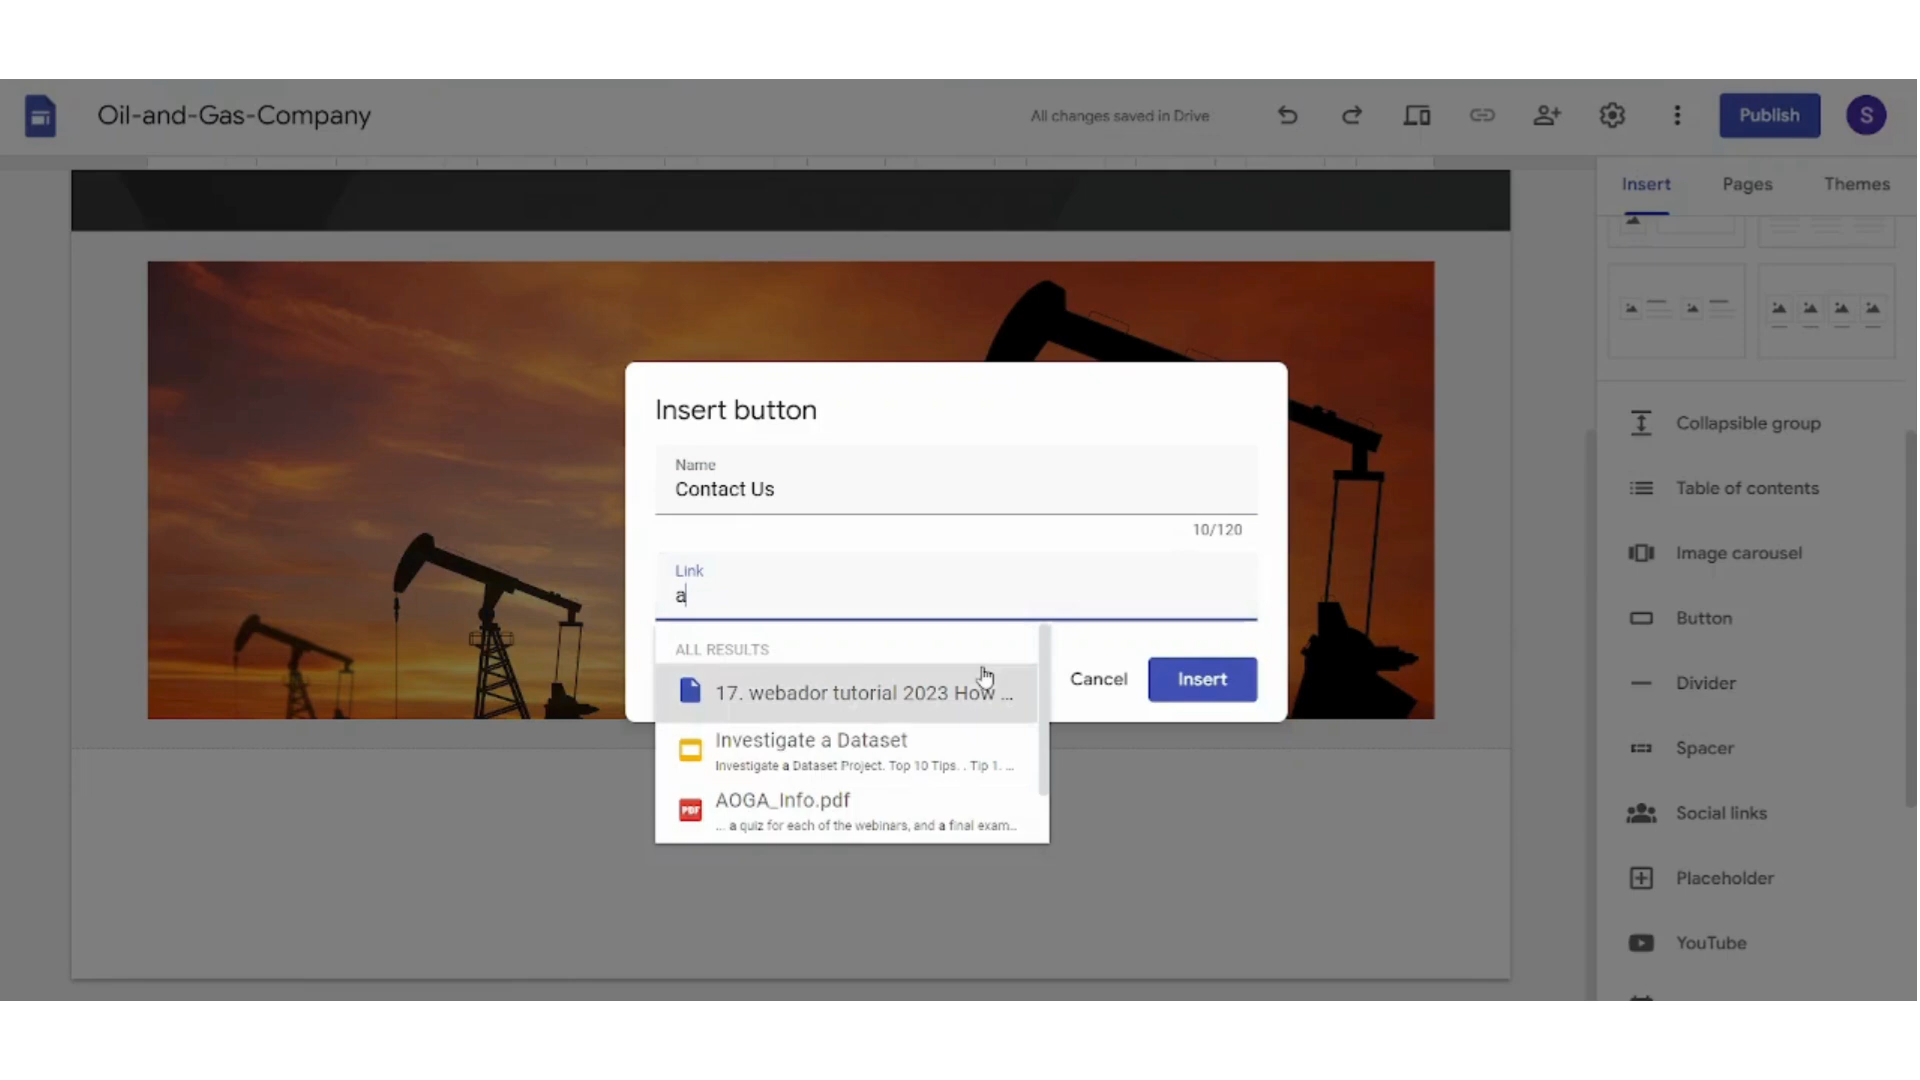 Oil-and-Gas-Company
All changes saved in Drive
Publish
S
Insert
Pages
Themes
Insert button
Name
Contact Us
10/120
Link
a
ALL RESULTS
17. webador tutorial 2023 How ...
Investigate a Dataset
Investigate a Dataset Project. Top 10 Tips. . Tip 1. ...
PDF
AOGA_Info.pdf
... a quiz for each of the webinars, and a final exam...
Cancel
Insert
Collapsible group
Table of contents
Image carousel
Button
Divider
Spacer
Social links
Placeholder
YouTube